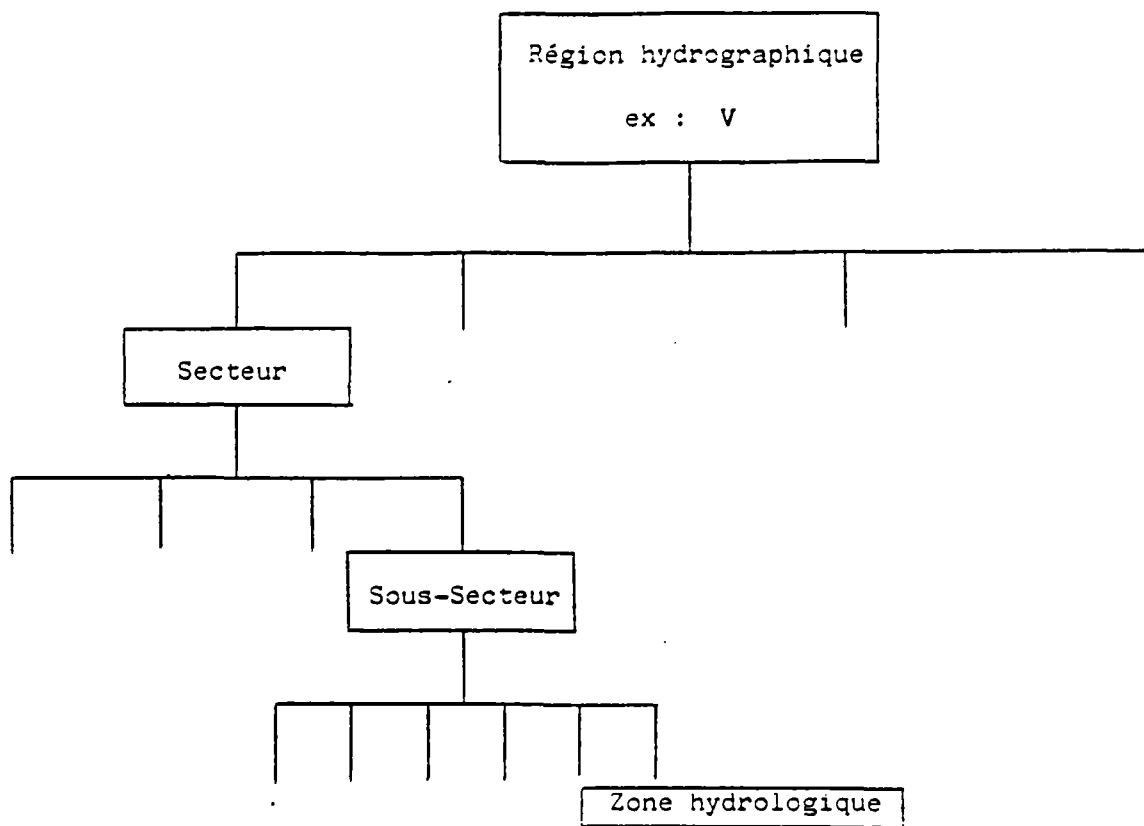 Région hydrographique
ex : V
Secteur
Sous-Secteur
Zone hydrologique